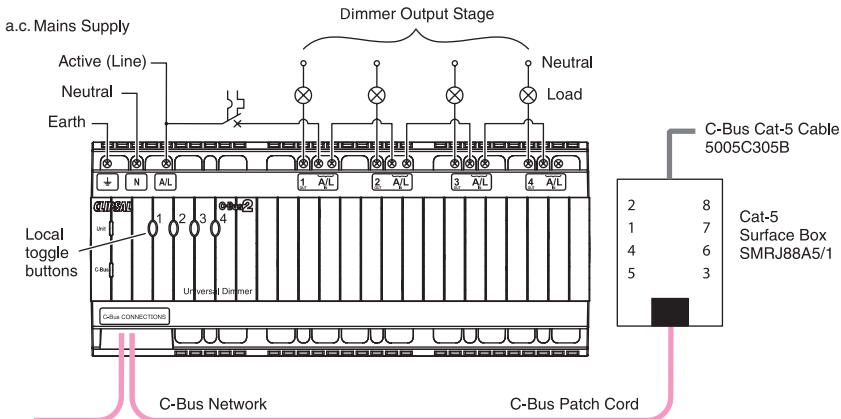 Dimmer Output Stage
a.c. Mains Supply
Active (Line)
Neutral
Neutral
Load
Earth
C-Bus Cat-5 Cable
5005C305B
N
A/L
1 A/L
2 A/L
3 A/L
4 A/L
CLIPSAL
C-Bus2
Unit
1 2 3 4
C-Bus
Local
toggle
buttons
Universal Dimmer
C-Bus CONNECTIONS
2 8
1 7
4 6
5 3
Cat-5
Surface Box
SMRJ88A5/1
C-Bus Network
C-Bus Patch Cord